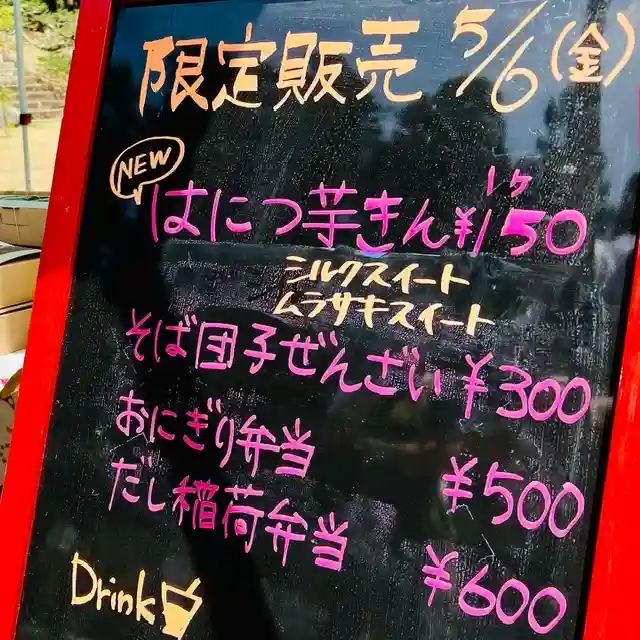 限定販売 5/6(金)
NEW
1ケ
はにつ芋きん ¥150
シルクスイート
ムラサキスイート
そば団子ぜんざい ¥300
おにぎり弁当 ¥500
だし稲荷弁当 ¥600
Drink